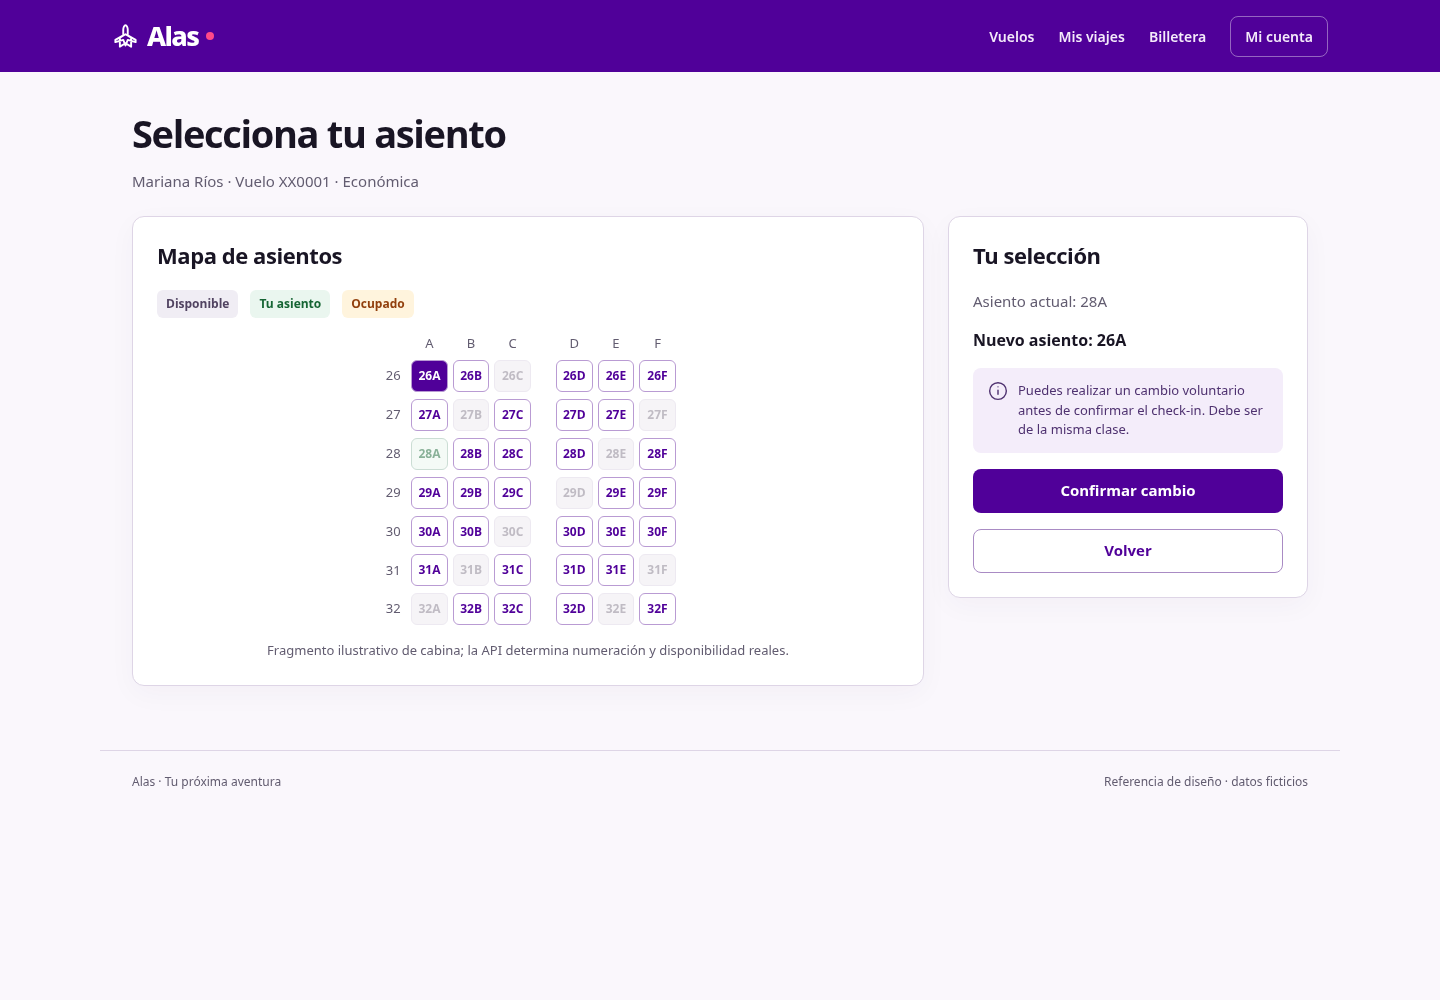 Alas
Vuelos
Mis viajes
Billetera
Mi cuenta
Selecciona tu asiento
Mariana Ríos · Vuelo XX0001 · Económica
Mapa de asientos
Disponible
Tu asiento
Ocupado
A B C D E F
26 26A 26B 26C 26D 26E 26F
27 27A 27B 27C 27D 27E 27F
28 28A 28B 28C 28D 28E 28F
29 29A 29B 29C 29D 29E 29F
30 30A 30B 30C 30D 30E 30F
31 31A 31B 31C 31D 31E 31F
32 32A 32B 32C 32D 32E 32F
Fragmento ilustrativo de cabina; la API determina numeración y disponibilidad reales.
Tu selección
Asiento actual: 28A
Nuevo asiento: 26A
Puedes realizar un cambio voluntario
antes de confirmar el check-in. Debe ser
de la misma clase.
Confirmar cambio
Volver
Alas · Tu próxima aventura
Referencia de diseño · datos ficticios